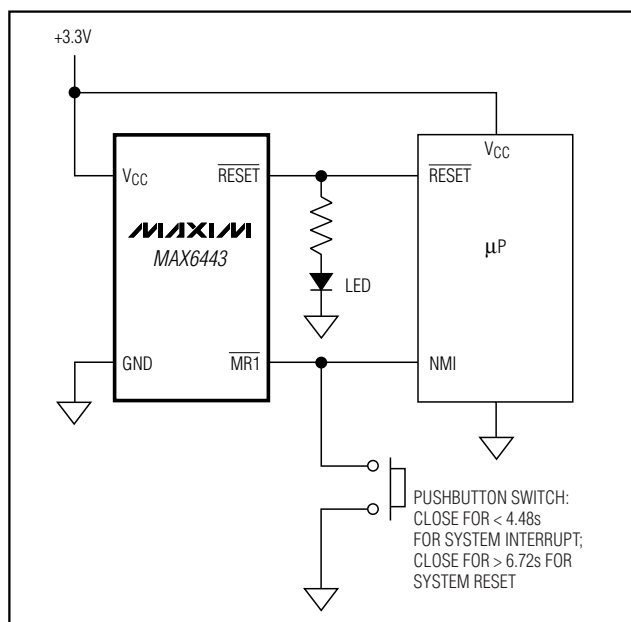 +3.3V
VCC
RESET
MAXIM
MAX6443
GND
MR1
LED
VCC
RESET
µP
NMI
PUSHBUTTON SWITCH:
CLOSE FOR < 4.48s
FOR SYSTEM INTERRUPT;
CLOSE FOR > 6.72s FOR
SYSTEM RESET